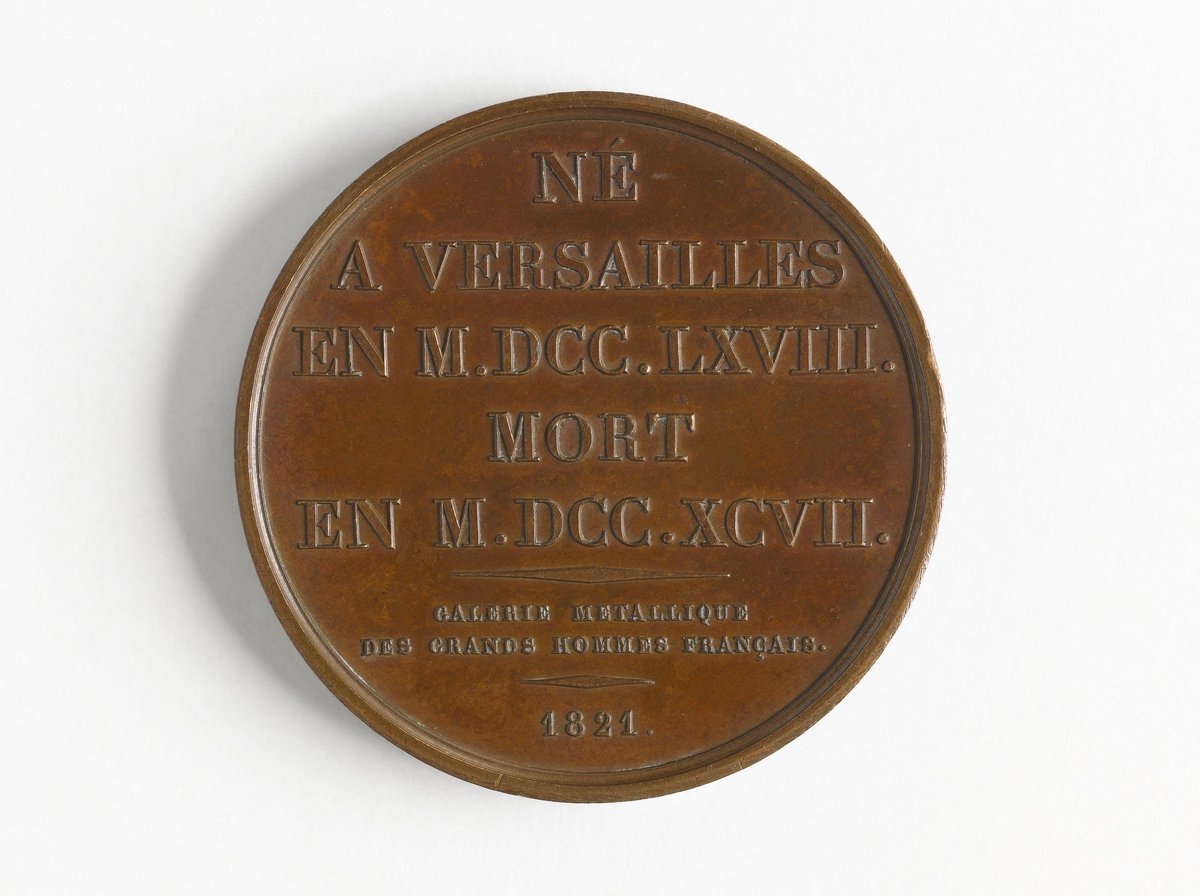 NÉ
A VERSAILLES
EN M.DCC.LXVIII.
MORT
EN M.DCC.XCVII.
GALERIE METALLIQUE
DES GRANDS HOMMES FRANÇAIS.
1821.